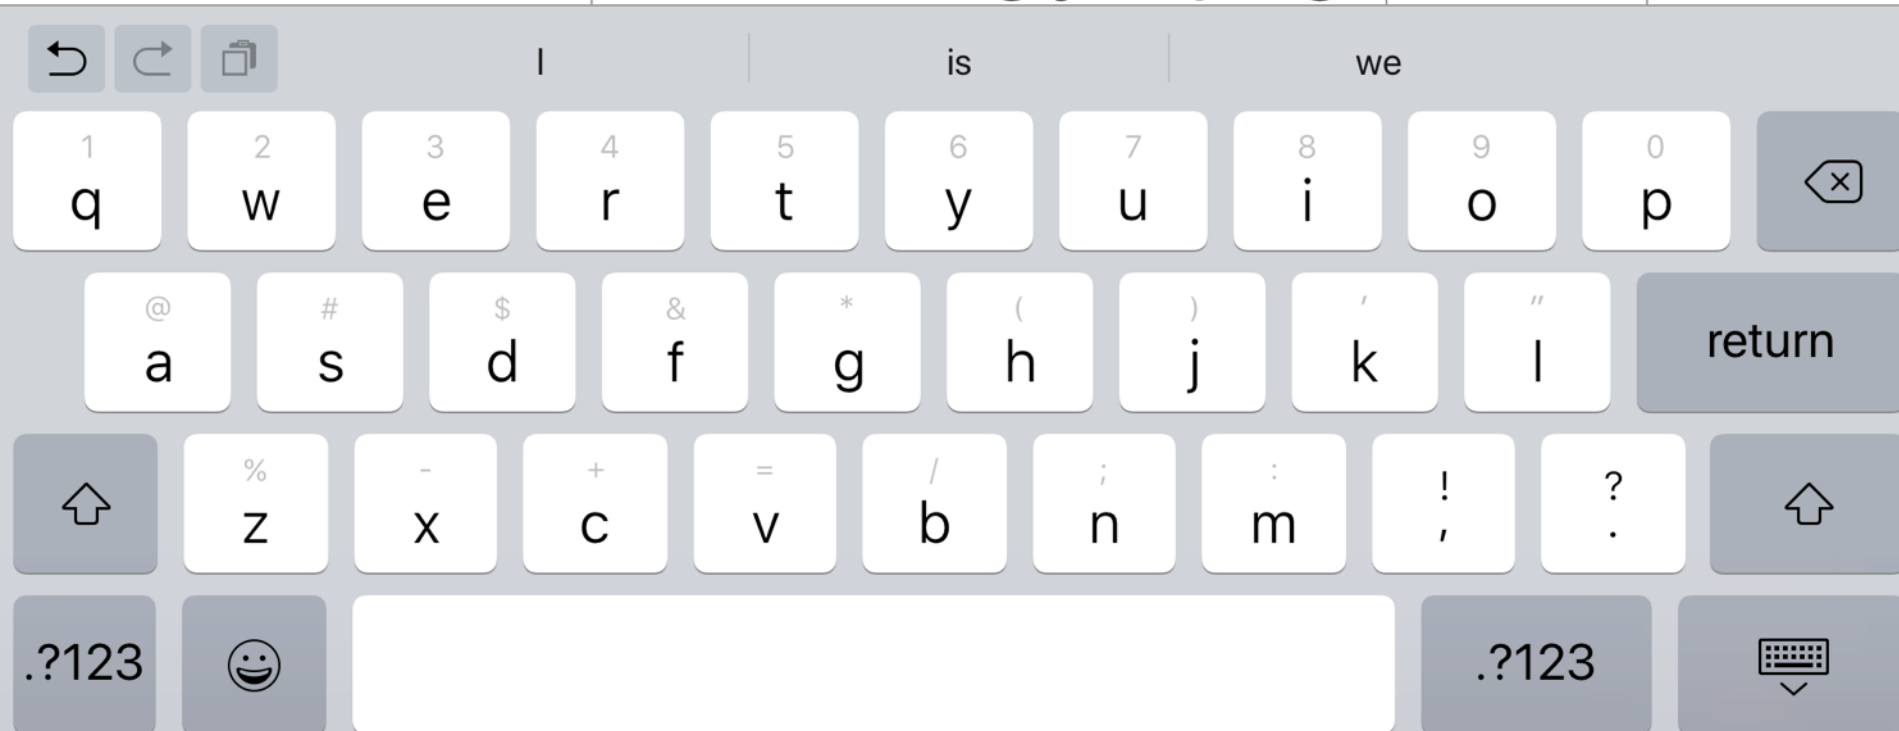 I is we
1 2 3 4 5 6 7 8 9 0
q w e r t y u i o p
@ # $ & * ( ) ' "
a s d f g h j k l return
% - + = / ; : ! ?
z x c v b n m , .
.?123 .?123